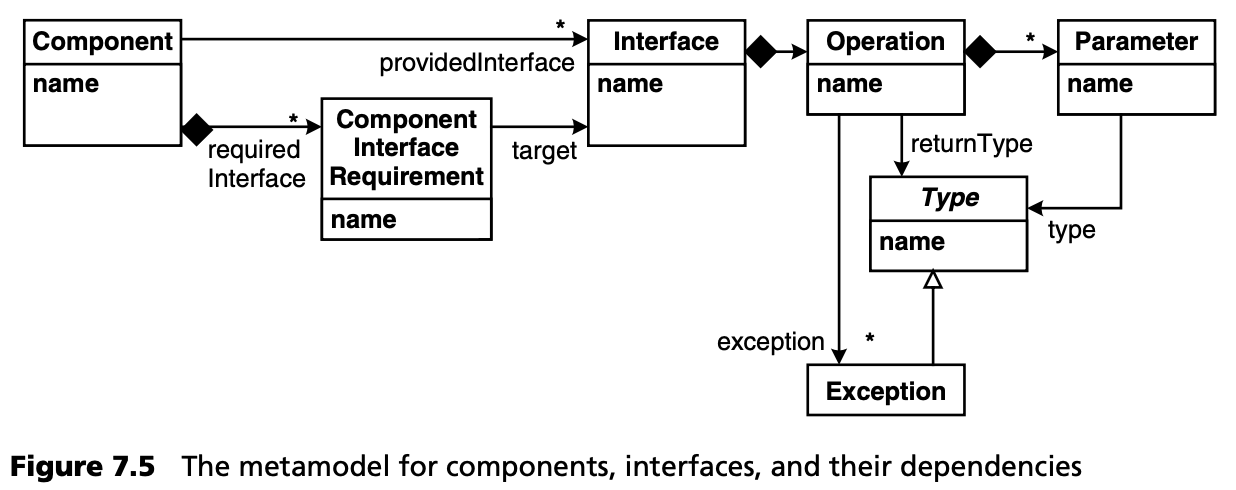 Component
name
*
providedInterface
Interface
name
*
required
Interface
Component
Interface
Requirement
name
target
Operation
name
*
Parameter
name
returnType
Type
name
type
exception
*
Exception
Figure 7.5 The metamodel for components, interfaces, and their dependencies